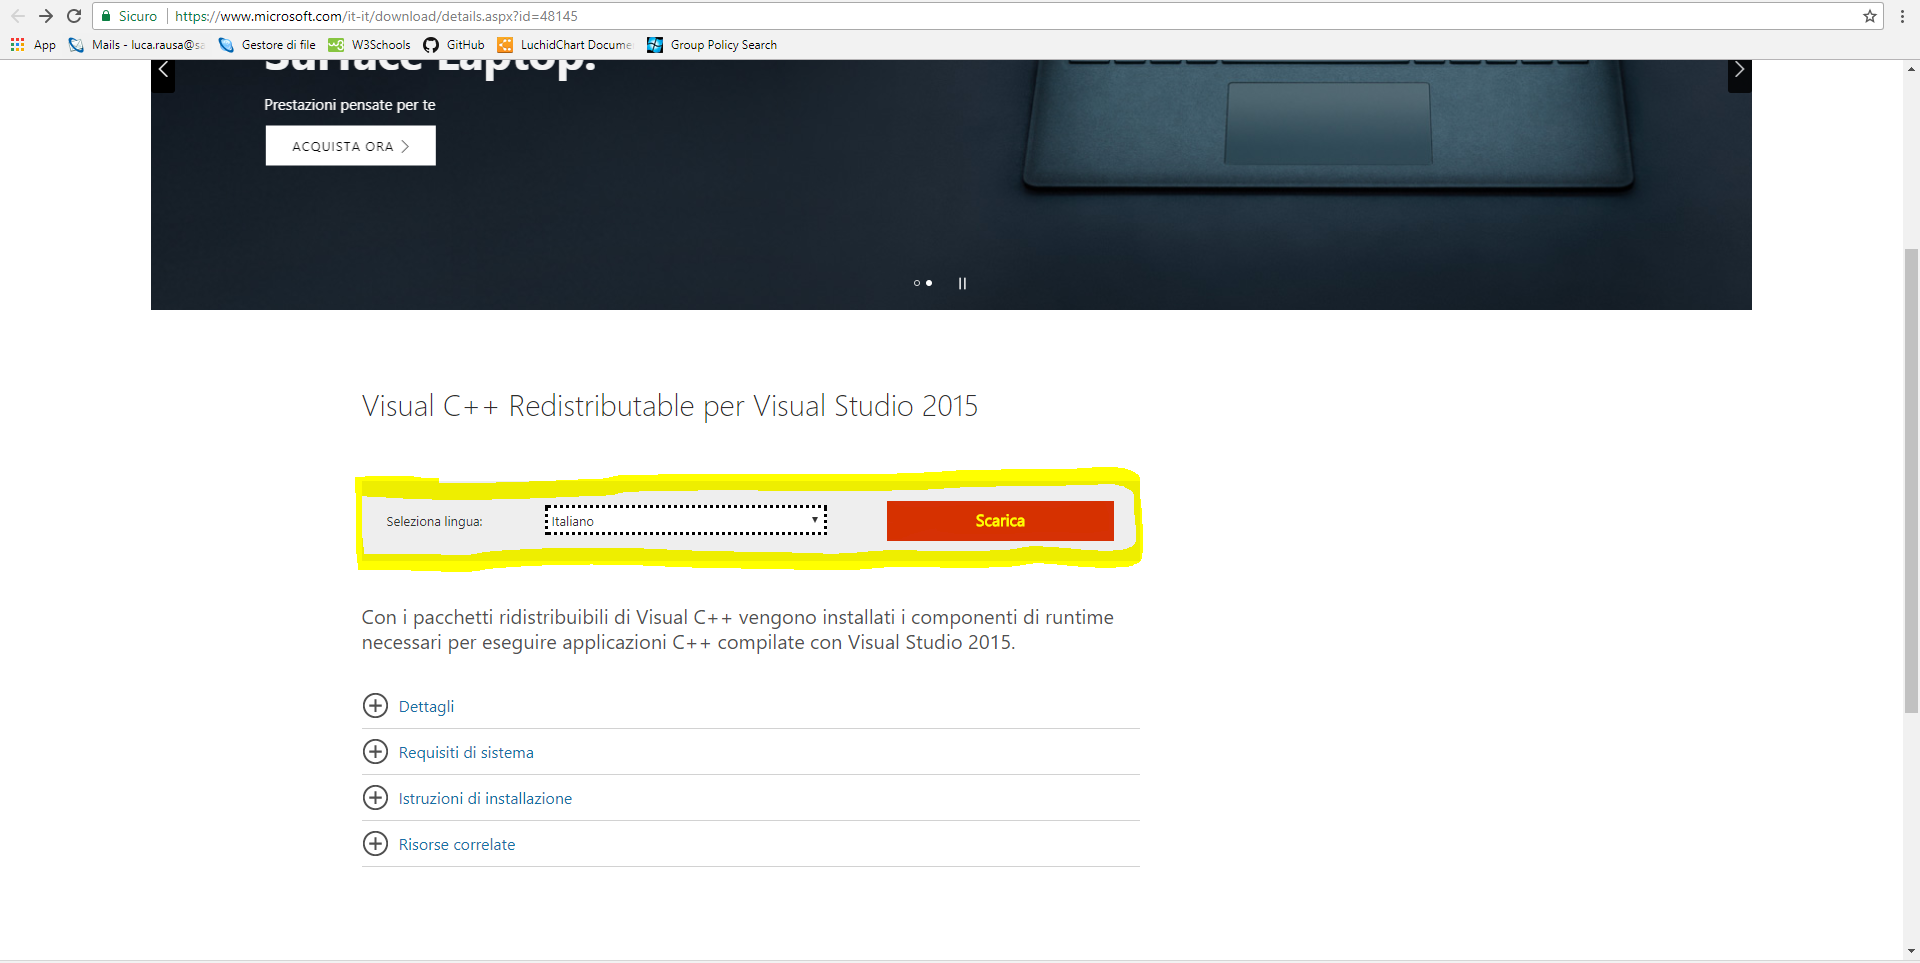 Sicuro https://www.microsoft.com/it-it/download/details.aspx?id=48145
App Mails - luca.rausa@sa Gestore di file W3Schools GitHub LuchidChart Docume Group Policy Search
Surface Laptop.
Prestazioni pensate per te
ACQUISTA ORA
Visual C++ Redistributable per Visual Studio 2015
Seleziona lingua: Italiano Scarica
Con i pacchetti ridistribuibili di Visual C++ vengono installati i componenti di runtime
necessari per eseguire applicazioni C++ compilate con Visual Studio 2015.
Dettagli
Requisiti di sistema
Istruzioni di installazione
Risorse correlate